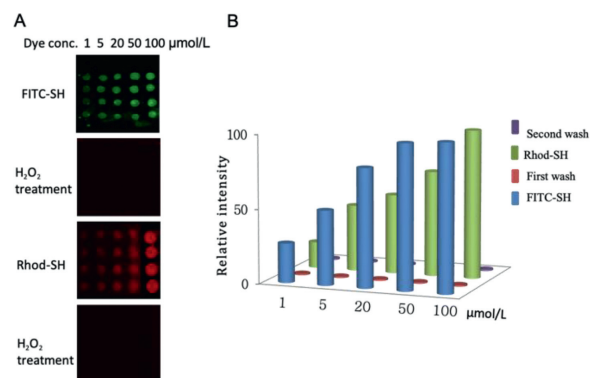 A
Dye conc. 1 5 20 50 100 μmol/L
FITC-SH
H₂O₂
treatment
Rhod-SH
H₂O₂
treatment
B
Relative intensity
100
50
0
1 5 20 50 100 μmol/L
Second wash
Rhod-SH
First wash
FITC-SH